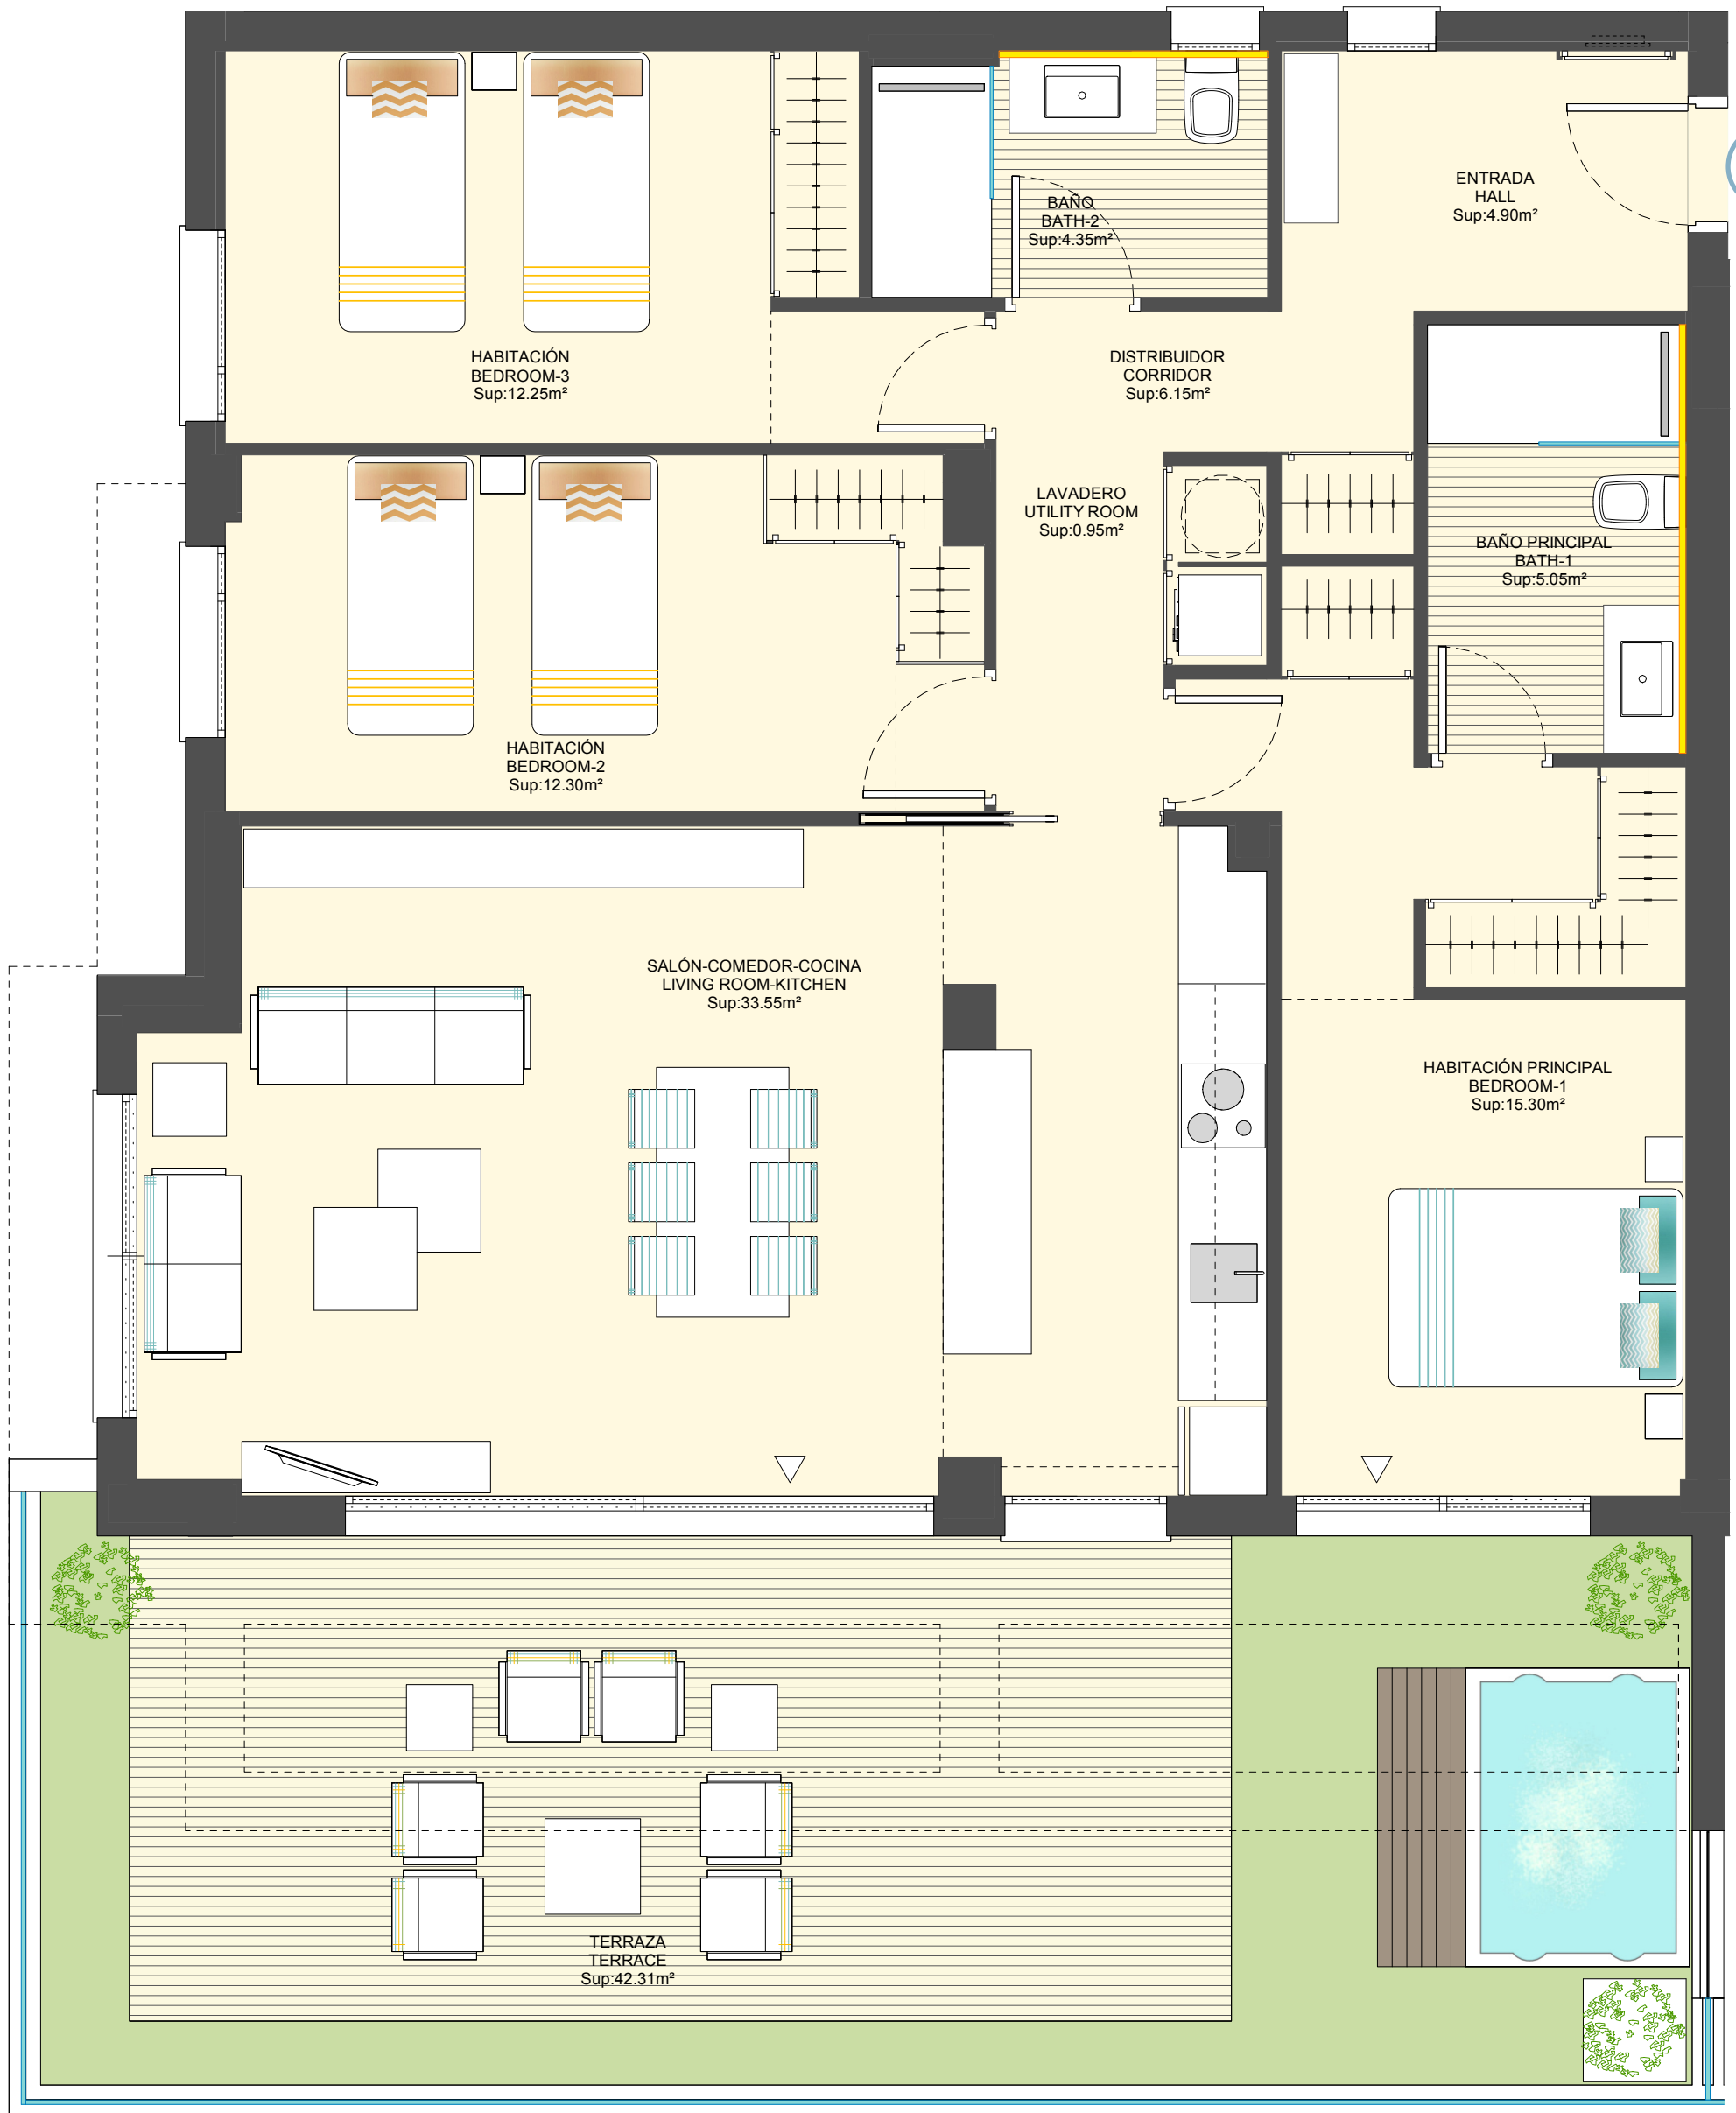 ENTRADA
HALL
Sup:4.90m²
BAÑO
BATH-2
Sup:4.35m²
HABITACIÓN
BEDROOM-3
Sup:12.25m²
DISTRIBUIDOR
CORRIDOR
Sup:6.15m²
LAVADERO
UTILITY ROOM
Sup:0.95m²
BAÑO PRINCIPAL
BATH-1
Sup:5.05m²
HABITACIÓN
BEDROOM-2
Sup:12.30m²
SALÓN-COMEDOR-COCINA
LIVING ROOM-KITCHEN
Sup:33.55m²
HABITACIÓN PRINCIPAL
BEDROOM-1
Sup:15.30m²
TERRAZA
TERRACE
Sup:42.31m²